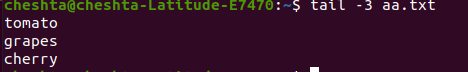 cheshta@cheshta-Latitude-E7470:~$ tail -3 aa.txt
tomato
grapes
cherry